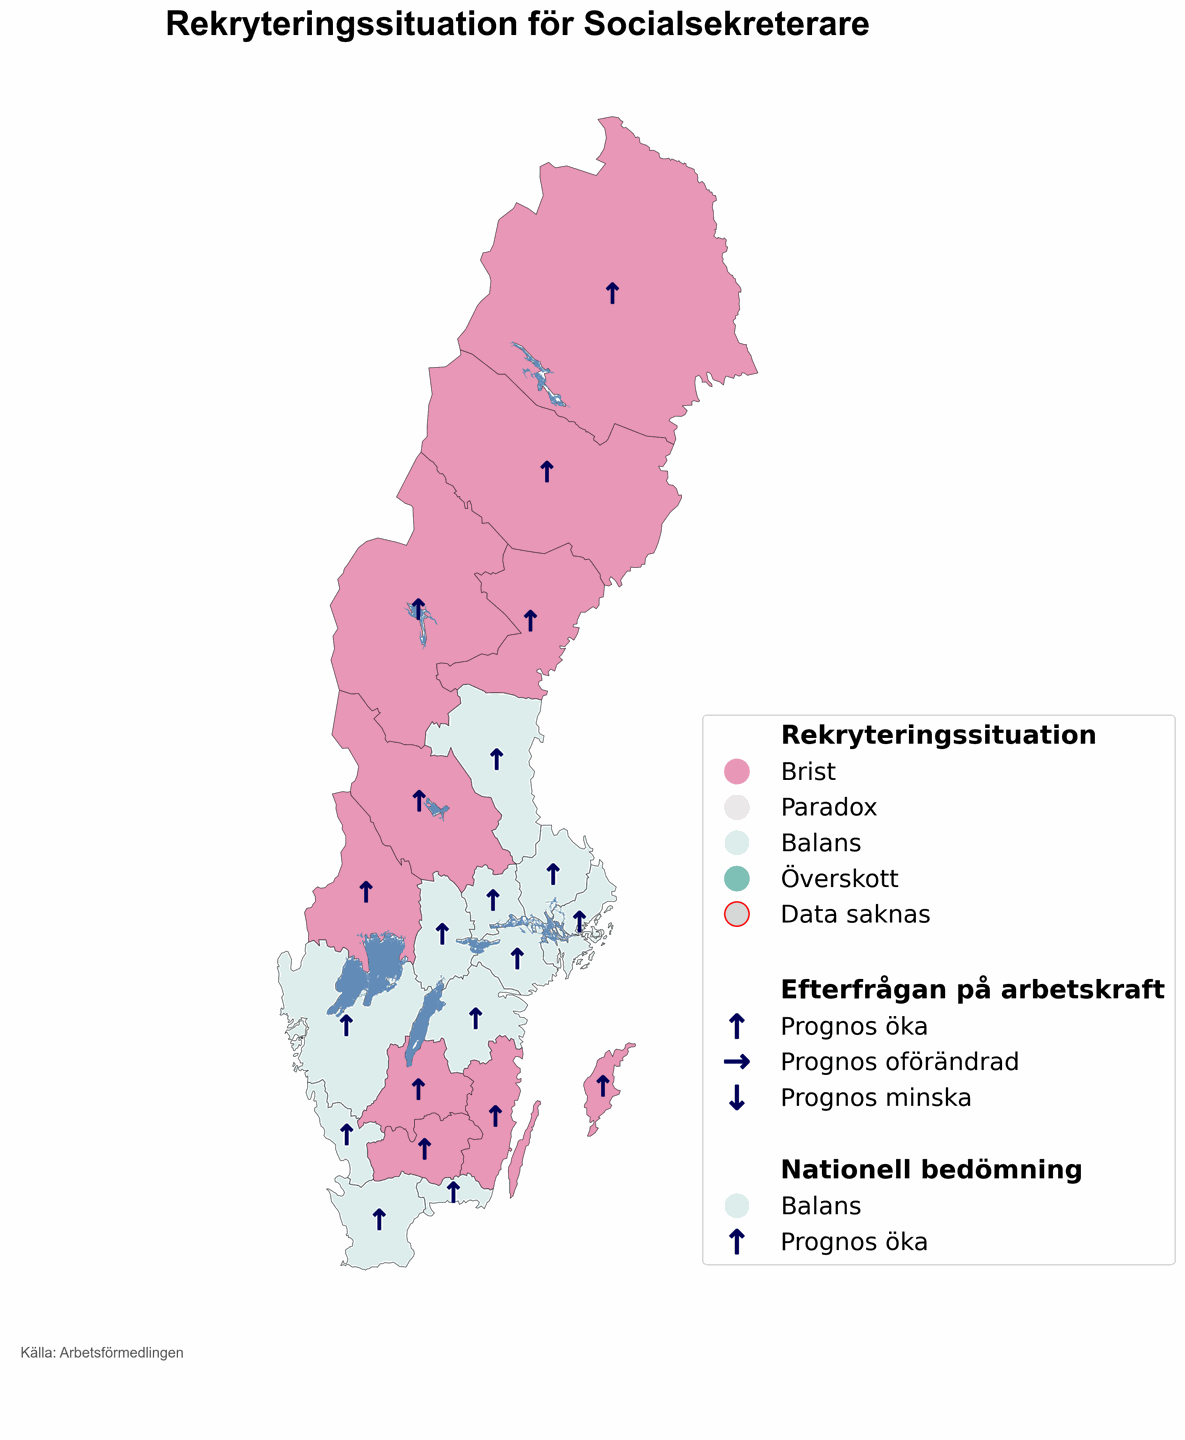 Rekryteringssituation för Socialsekreterare
Rekryteringssituation
Brist
Paradox
Balans
Överskott
Data saknas
Efterfrågan på arbetskraft
Prognos öka
Prognos oförändrad
Prognos minska
Nationell bedömning
Balans
Prognos öka
Källa: Arbetsförmedlingen